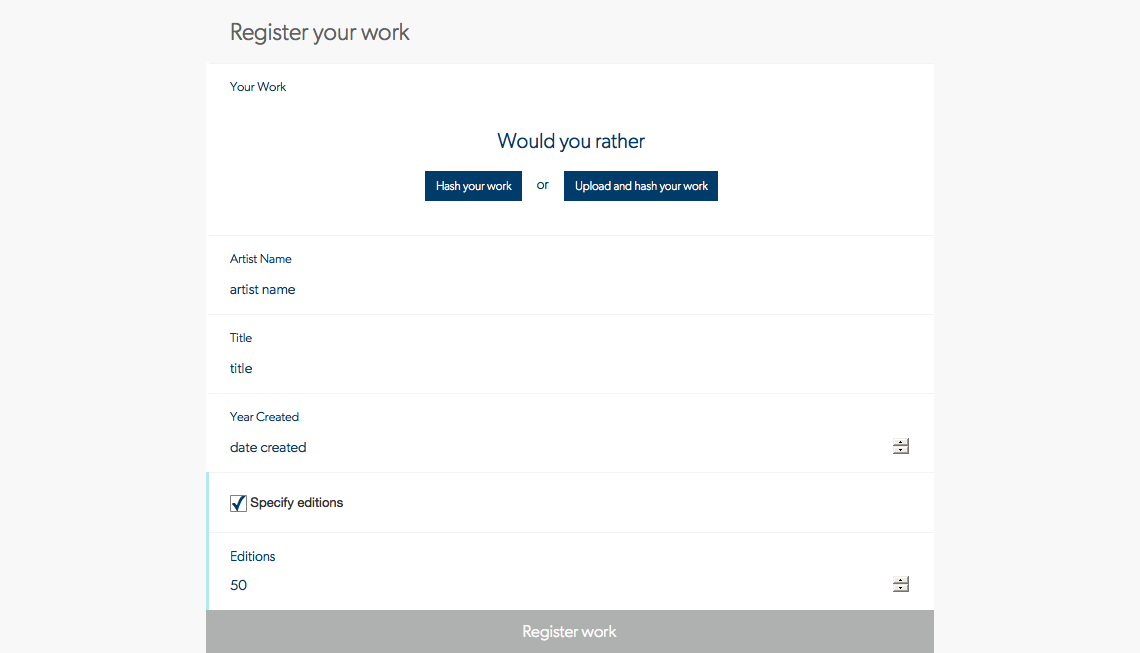 Register your work
Your Work
Would you rather
Hash your work or Upload and hash your work
Artist Name
artist name
Title
title
Year Created
date created
Specify editions
Editions
50
Register work